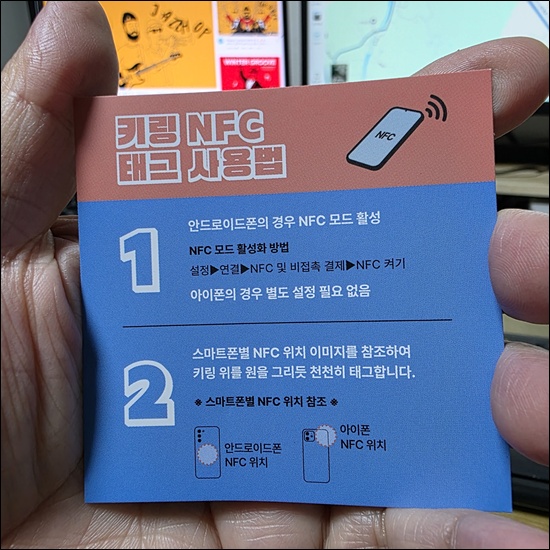 JAZZ UP
WINTER GROOVE
키링 NFC
태그 사용법
NFC
1
안드로이드폰의 경우 NFC 모드 활성
NFC 모드 활성화 방법
설정▶연결▶NFC 및 비접촉 결제▶NFC 켜기
아이폰의 경우 별도 설정 필요 없음
2
스마트폰별 NFC 위치 이미지를 참조하여
키링 위를 원을 그리듯 천천히 태그합니다.
※ 스마트폰별 NFC 위치 참조 ※
안드로이드폰
NFC 위치
아이폰
NFC 위치